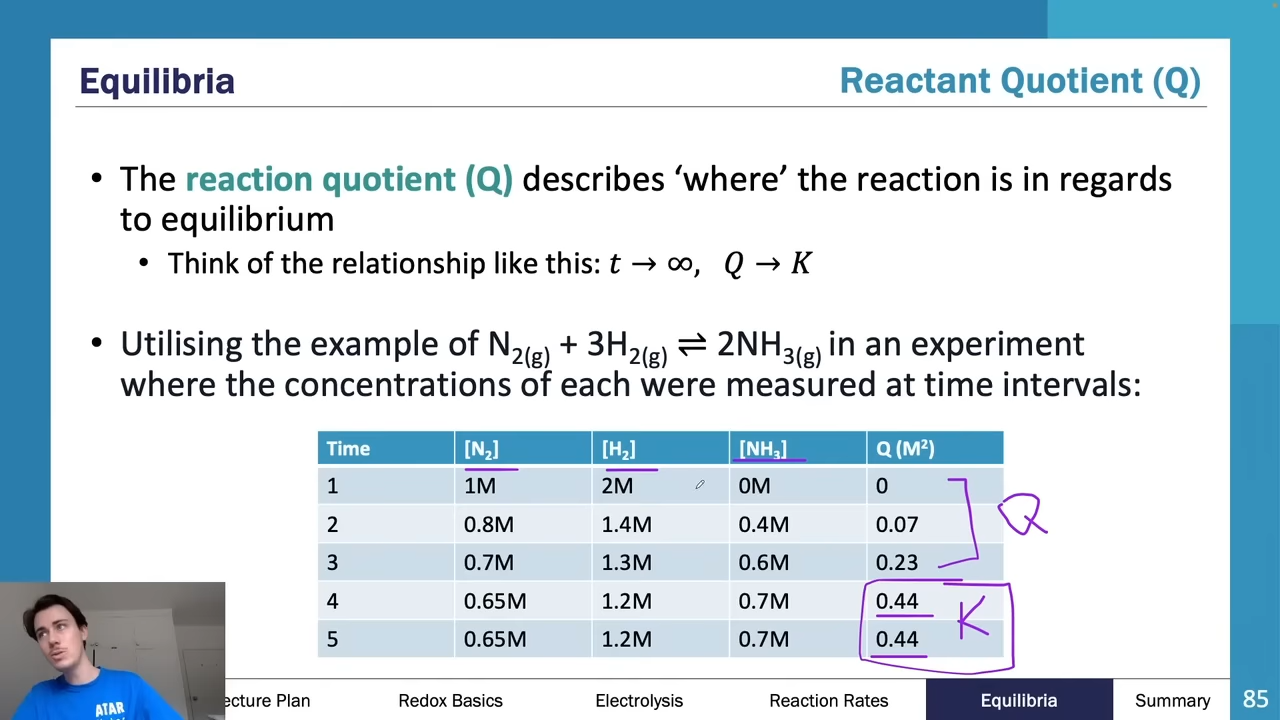 Equilibria
Reactant Quotient (Q)
• The reaction quotient (Q) describes ‘where’ the reaction is in regards
to equilibrium
• Think of the relationship like this: t → ∞, Q → K
• Utilising the example of N₂(g) + 3H₂(g) ⇌ 2NH₃(g) in an experiment
where the concentrations of each were measured at time intervals:
Time [N₂] [H₂] [NH₃] Q (M²)
1 1M 2M 0M 0
2 0.8M 1.4M 0.4M 0.07
Q
3 0.7M 1.3M 0.6M 0.23
4 0.65M 1.2M 0.7M 0.44
K
5 0.65M 1.2M 0.7M 0.44
ATAR
ecture Plan Redox Basics Electrolysis Reaction Rates Equilibria Summary 85